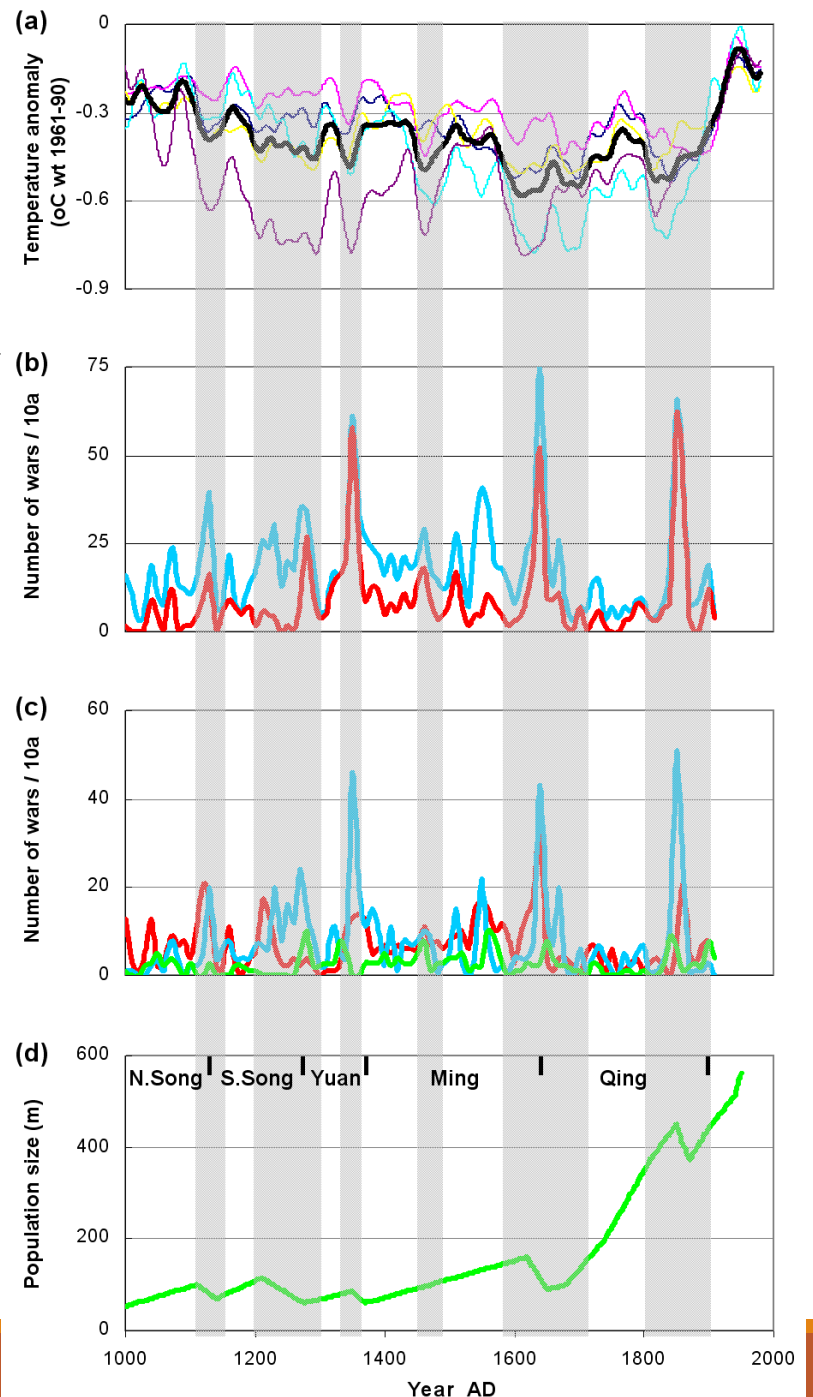 (a)
Temperature anomaly
(oC wt 1961-90)
0
-0.3
-0.6
-0.9
(b)
Number of wars / 10a
75
50
25
0
(c)
Number of wars / 10a
60
40
20
0
(d)
Population size (m)
600
400
200
0
N.Song S.Song Yuan Ming Qing
1000 1200 1400 1600 1800 2000
Year AD